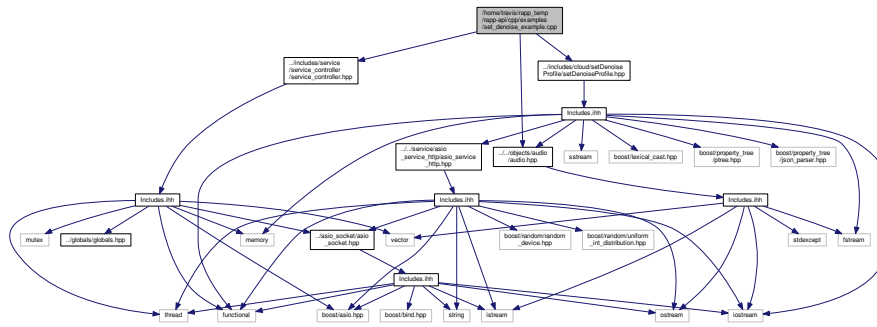 /home/travis/rapp_temp
/rapp-api/cpp/examples
/set_denoise_example.cpp
../includes/service
/service_controller
/service_controller.hpp
../includes/cloud/setDenoise
Profile/setDenoiseProfile.hpp
Includes.ihh
../../service/asio
_service_http/asio_service
_http.hpp
../../objects/audio
/audio.hpp
sstream
boost/lexical_cast.hpp
boost/property_tree
/ptree.hpp
boost/property_tree
/json_parser.hpp
Includes.ihh
Includes.ihh
Includes.ihh
mutex
../globals/globals.hpp
memory
../asio_socket/asio
_socket.hpp
vector
boost/random/random
_device.hpp
boost/random/uniform
_int_distribution.hpp
stdexcept
fstream
Includes.ihh
thread
functional
boost/asio.hpp
boost/bind.hpp
string
istream
ostream
iostream